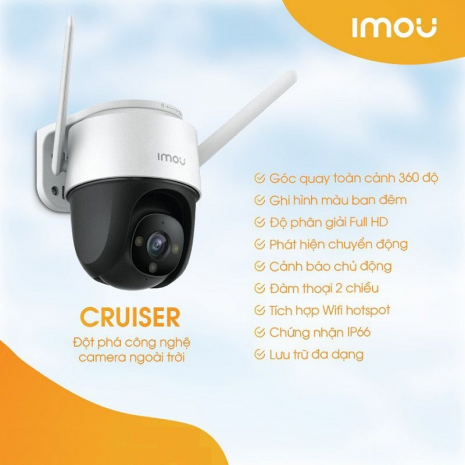 imou
imou
Góc quay toàn cảnh 360 độ
Ghi hình màu ban đêm
Độ phân giải Full HD
Phát hiện chuyển động
Cảnh báo chủ động
Đàm thoại 2 chiều
Tích hợp Wifi hotspot
Chứng nhận IP66
Lưu trũ đa dạng
CRUISER
Đột phá công nghệ
camera ngoài trời